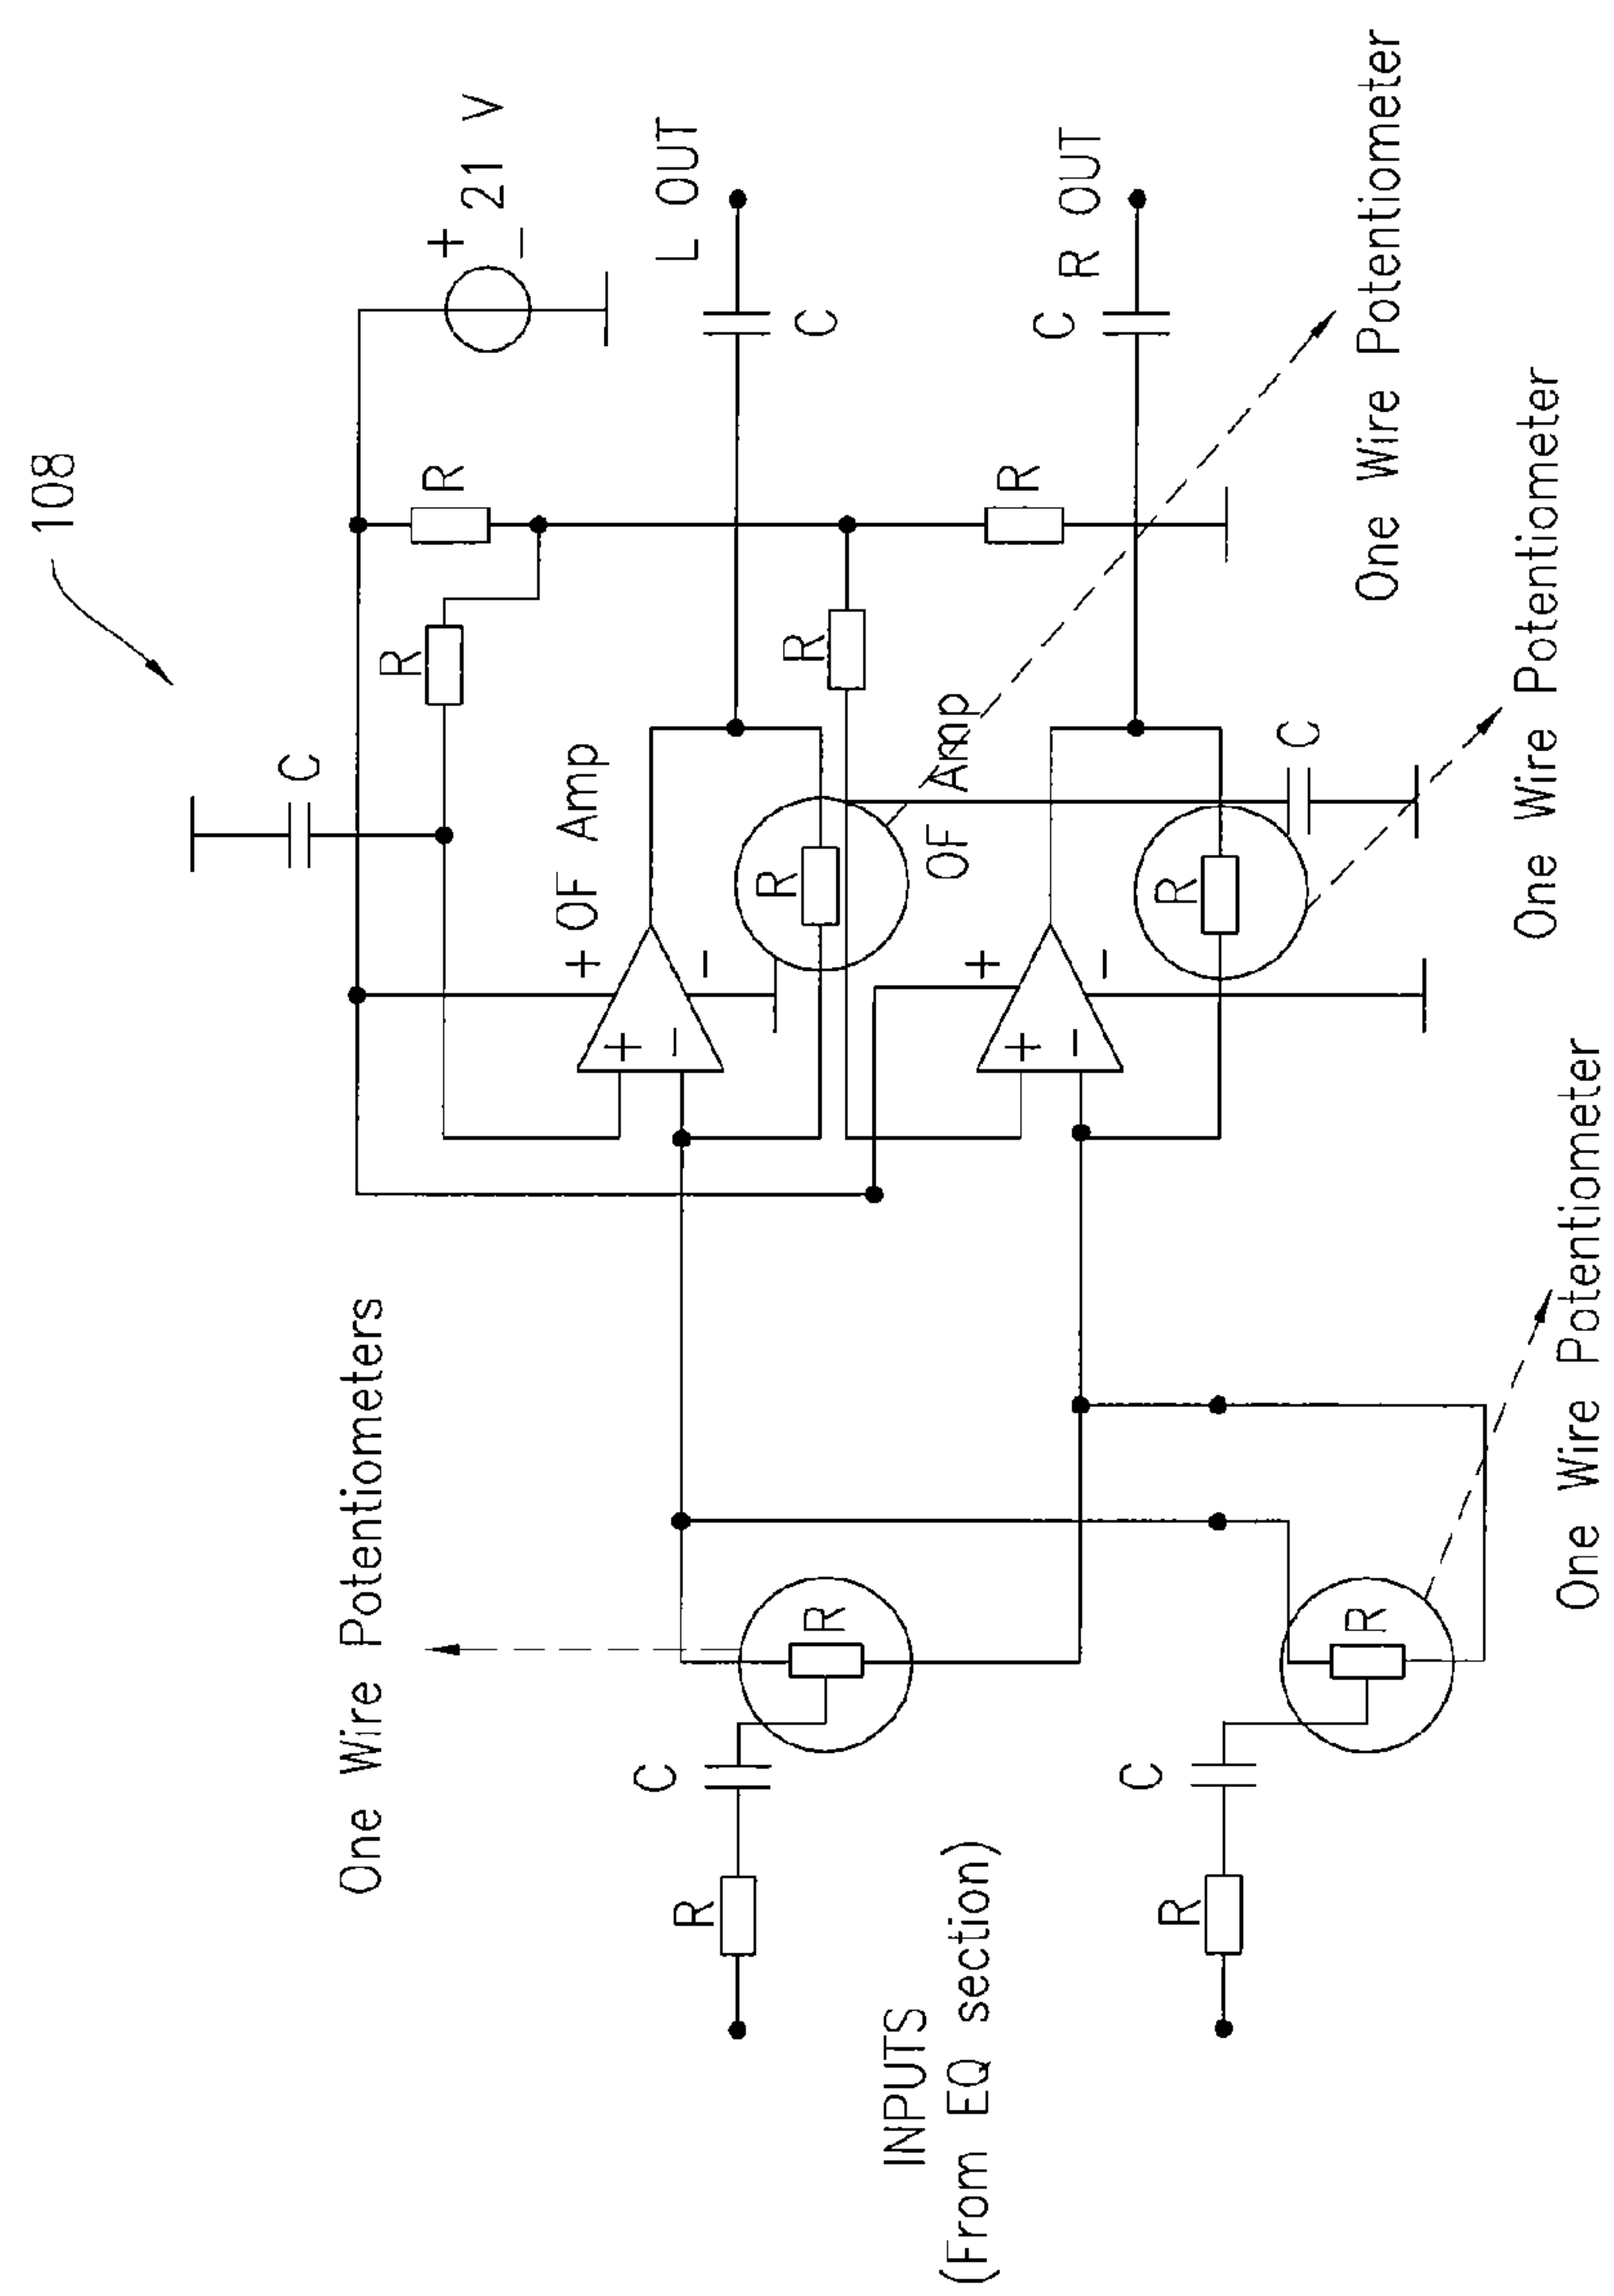 108
+
21 V
−
R
R
C
L OUT
C
OF Amp
+
−
+
−
R
R
R
C
R OUT
OF Amp
+
−
+
−
R
C
One Wire Potentiometer
One Wire Potentiometer
One Wire Potentiometers
One Wire Potentiometer
R
C
R
R
C
R
INPUTS
(From EQ section)